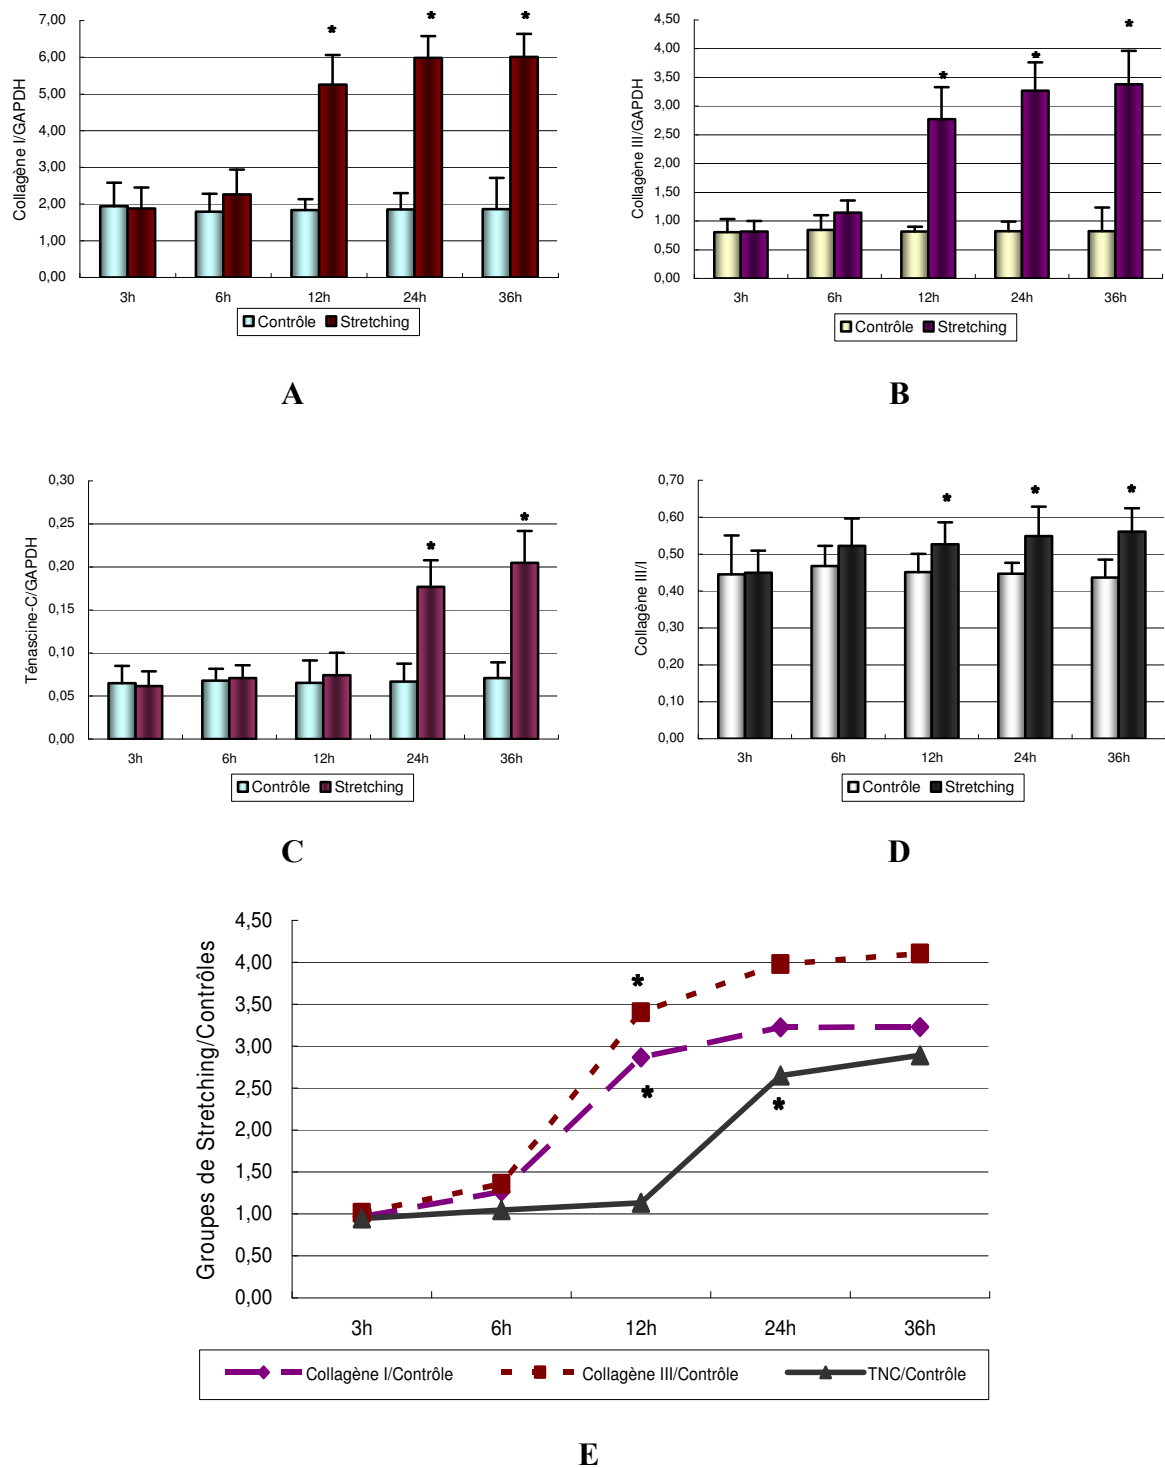 7,00
6,00
5,00
4,00
3,00
2,00
1,00
0,00
Collagène I/GAPDH
* * *
3h 6h 12h 24h 36h
Contrôle Stretching
A
4,50
4,00
3,50
3,00
2,50
2,00
1,50
1,00
0,50
0,00
Collagène III/GAPDH
* * *
3h 6h 12h 24h 36h
Contrôle Stretching
B
0,30
0,25
0,20
0,15
0,10
0,05
0,00
Ténascine-C/GAPDH
* *
3h 6h 12h 24h 36h
Contrôle Stretching
C
0,70
0,60
0,50
0,40
0,30
0,20
0,10
0,00
Collagène III/I
* * *
3h 6h 12h 24h 36h
Contrôle Stretching
D
4,50
4,00
3,50
3,00
2,50
2,00
1,50
1,00
0,50
0,00
Groupes de Stretching/Contrôles
* * *
3h 6h 12h 24h 36h
Collagène I/Contrôle Collagène III/Contrôle TNC/Contrôle
E